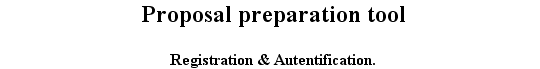 Proposal preparation tool
Registration & Autentification.